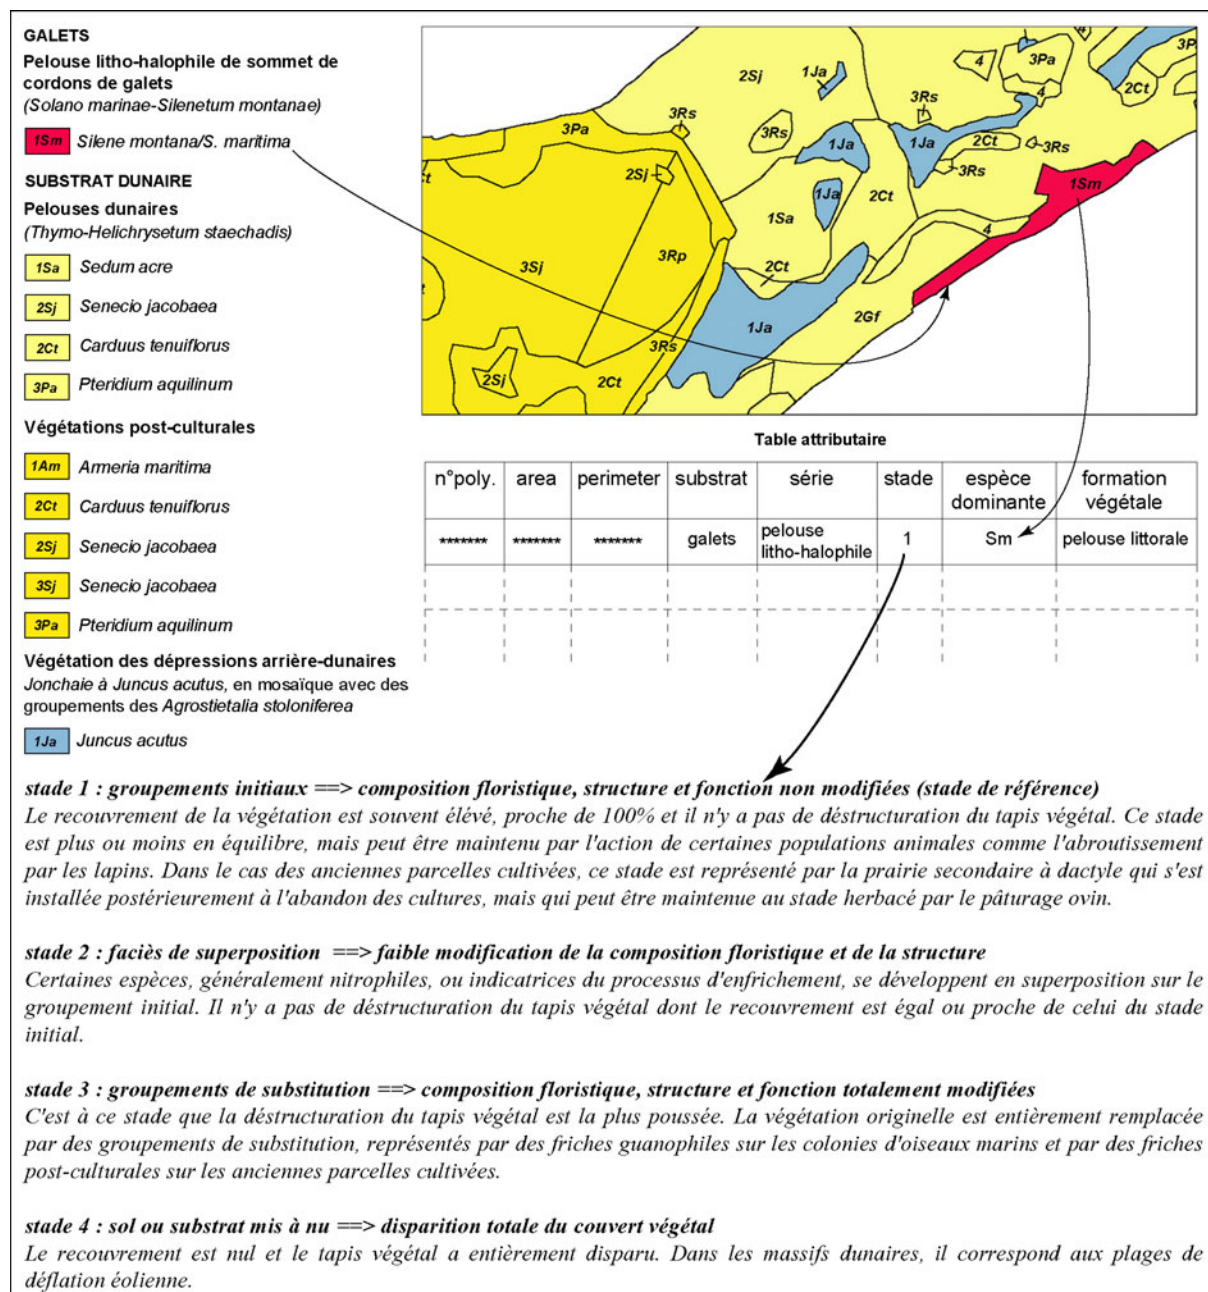 GALETS
Pelouse litho-halophile de sommet de
cordons de galets
(Solano marinae-Silenetum montanae)
1Sm Silene montana/S. maritima
SUBSTRAT DUNAIRE
Pelouses dunaires
(Thymo-Helichrysetum staechadis)
1Sa Sedum acre
2Sj Senecio jacobaea
2Ct Carduus tenuiflorus
3Pa Pteridium aquilinum
Végétations post-culturales
1Am Armeria maritima
2Ct Carduus tenuiflorus
2Sj Senecio jacobaea
3Sj Senecio jacobaea
3Pa Pteridium aquilinum
Végétation des dépressions arrière-dunaires
Jonchaie à Juncus acutus, en mosaïque avec des
groupements des Agrostietalia stoloniferea
1Ja Juncus acutus
4
3P
2Sj
1Ja
4
3Pa
2Ct
4
3Rs
3Rs
3Pa
3Rs
1Ja
1Ja
2Ct
3Rs
3Rs
Ct
2Sj
1Ja
2Ct
1Sm
1Sa
4
3Sj
3Rp
2Ct
2Gf
1Ja
3Rs
2Sj
2Ct
Table attributaire
n°poly. area perimeter substrat série stade espèce dominante formation végétale
******* ******* ******* galets pelouse litho-halophile 1 Sm pelouse littorale
stade 1 : groupements initiaux ==> composition floristique, structure et fonction non modifiées (stade de référence)
Le recouvrement de la végétation est souvent élévé, proche de 100% et il n'y a pas de déstructuration du tapis végétal. Ce stade
est plus ou moins en équilibre, mais peut être maintenu par l'action de certaines populations animales comme l'abroutissement
par les lapins. Dans le cas des anciennes parcelles cultivées, ce stade est représenté par la prairie secondaire à dactyle qui s'est
installée postérieurement à l'abandon des cultures, mais qui peut être maintenue au stade herbacé par le pâturage ovin.
stade 2 : faciès de superposition ==> faible modification de la composition floristique et de la structure
Certaines espèces, généralement nitrophiles, ou indicatrices du processus d'enfrichement, se développent en superposition sur le
groupement initial. Il n'y a pas de déstructuration du tapis végétal dont le recouvrement est égal ou proche de celui du stade
initial.
stade 3 : groupements de substitution ==> composition floristique, structure et fonction totalement modifiées
C'est à ce stade que la déstructuration du tapis végétal est la plus poussée. La végétation originelle est entièrement remplacée
par des groupements de substitution, représentés par des friches guanophiles sur les colonies d'oiseaux marins et par des friches
post-culturales sur les anciennes parcelles cultivées.
stade 4 : sol ou substrat mis à nu ==> disparition totale du couvert végétal
Le recouvrement est nul et le tapis végétal a entièrement disparu. Dans les massifs dunaires, il correspond aux plages de
déflation éolienne.